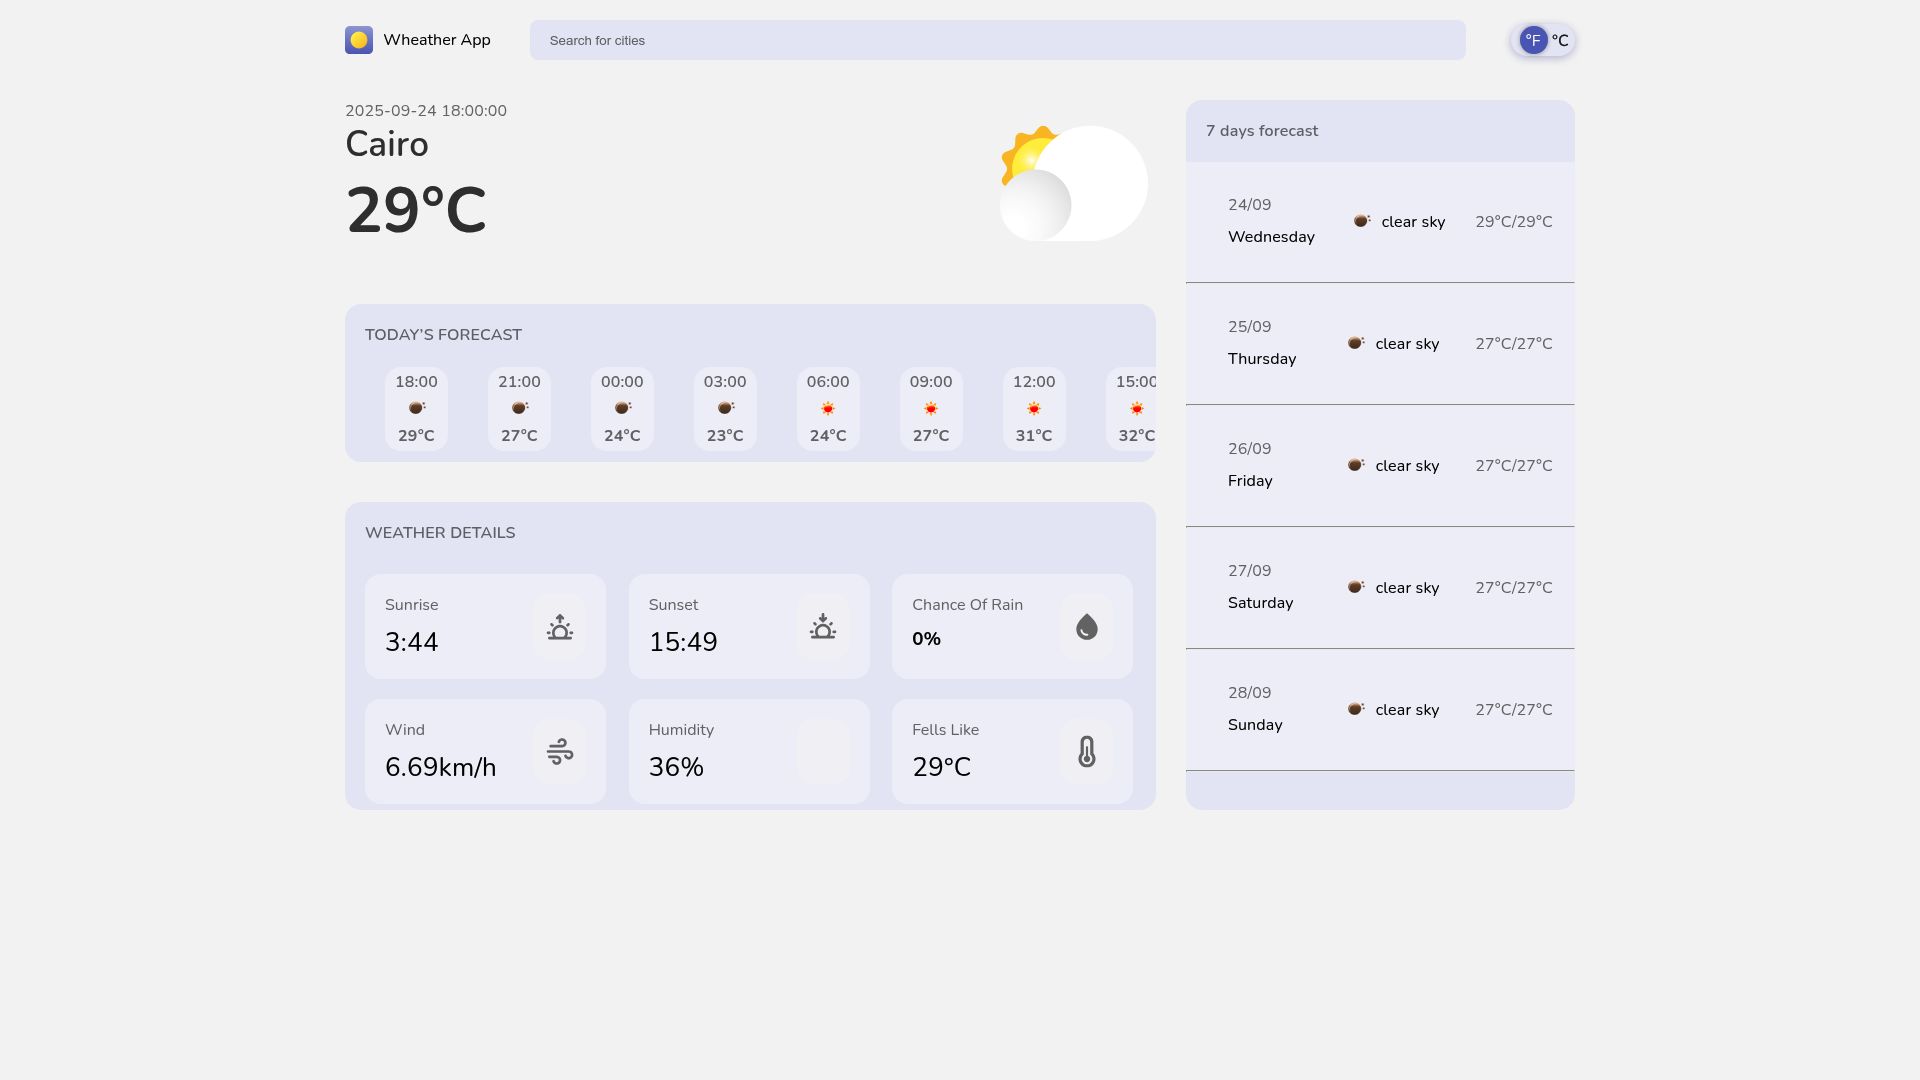 Wheather App
Search for cities
°F °C
2025-09-24 18:00:00
Cairo
29°C
TODAY'S FORECAST
18:00 21:00 00:00 03:00 06:00 09:00 12:00 15:00
29°C 27°C 24°C 23°C 24°C 27°C 31°C 32°C
WEATHER DETAILS
Sunrise
3:44
Sunset
15:49
Chance Of Rain
0%
Wind
6.69km/h
Humidity
36%
Fells Like
29°C
7 days forecast
24/09
Wednesday
clear sky
29°C/29°C
25/09
Thursday
clear sky
27°C/27°C
26/09
Friday
clear sky
27°C/27°C
27/09
Saturday
clear sky
27°C/27°C
28/09
Sunday
clear sky
27°C/27°C